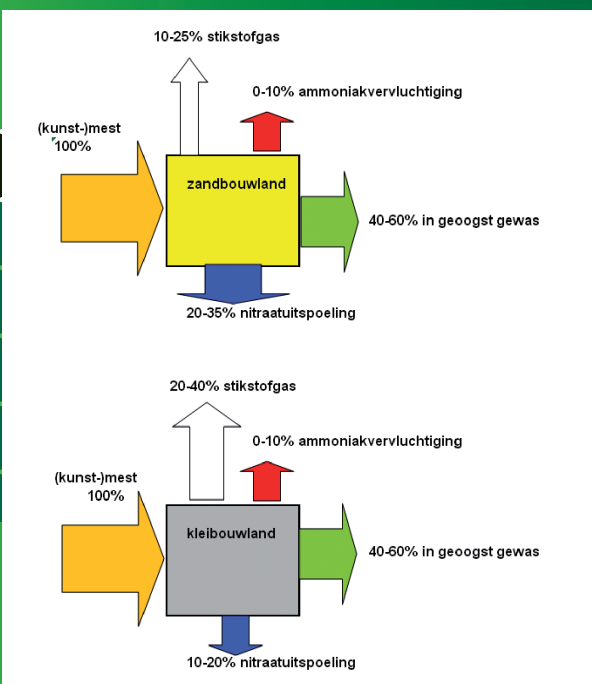 10-25% stikstofgas
0-10% ammoniakvervluchtiging
(kunst-)mest
100%
zandbouwland
40-60% in geoogst gewas
20-35% nitraatuitspoeling
20-40% stikstofgas
0-10% ammoniakvervluchtiging
(kunst-)mest
100%
kleibouwland
40-60% in geoogst gewas
10-20% nitraatuitspoeling